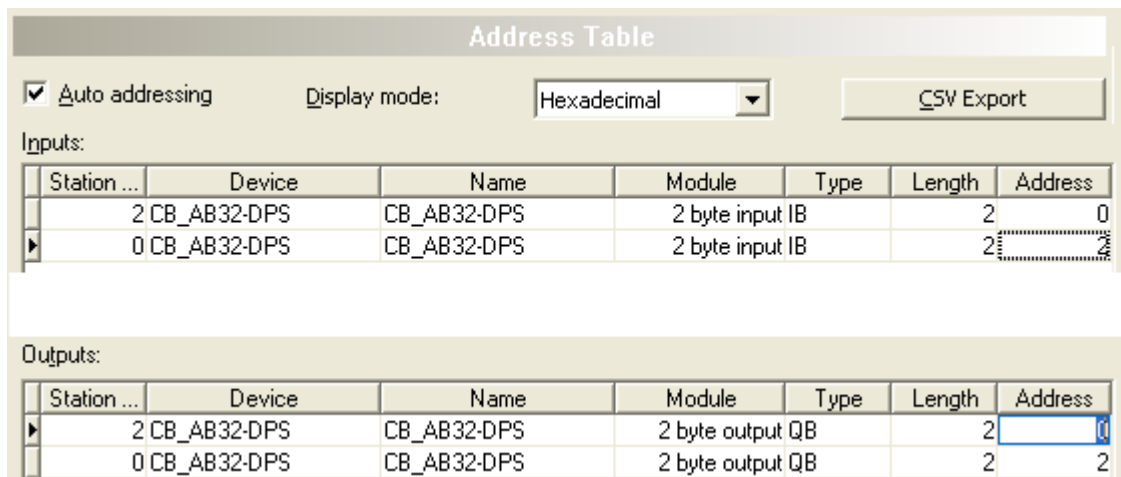 Address Table
Auto addressing Display mode: Hexadecimal CSV Export
Inputs:
Station ... Device Name Module Type Length Address
2 CB_AB32-DPS CB_AB32-DPS 2 byte input IB 2 0
0 CB_AB32-DPS CB_AB32-DPS 2 byte input IB 2 2
Outputs:
Station ... Device Name Module Type Length Address
2 CB_AB32-DPS CB_AB32-DPS 2 byte output QB 2 0
0 CB_AB32-DPS CB_AB32-DPS 2 byte output QB 2 2